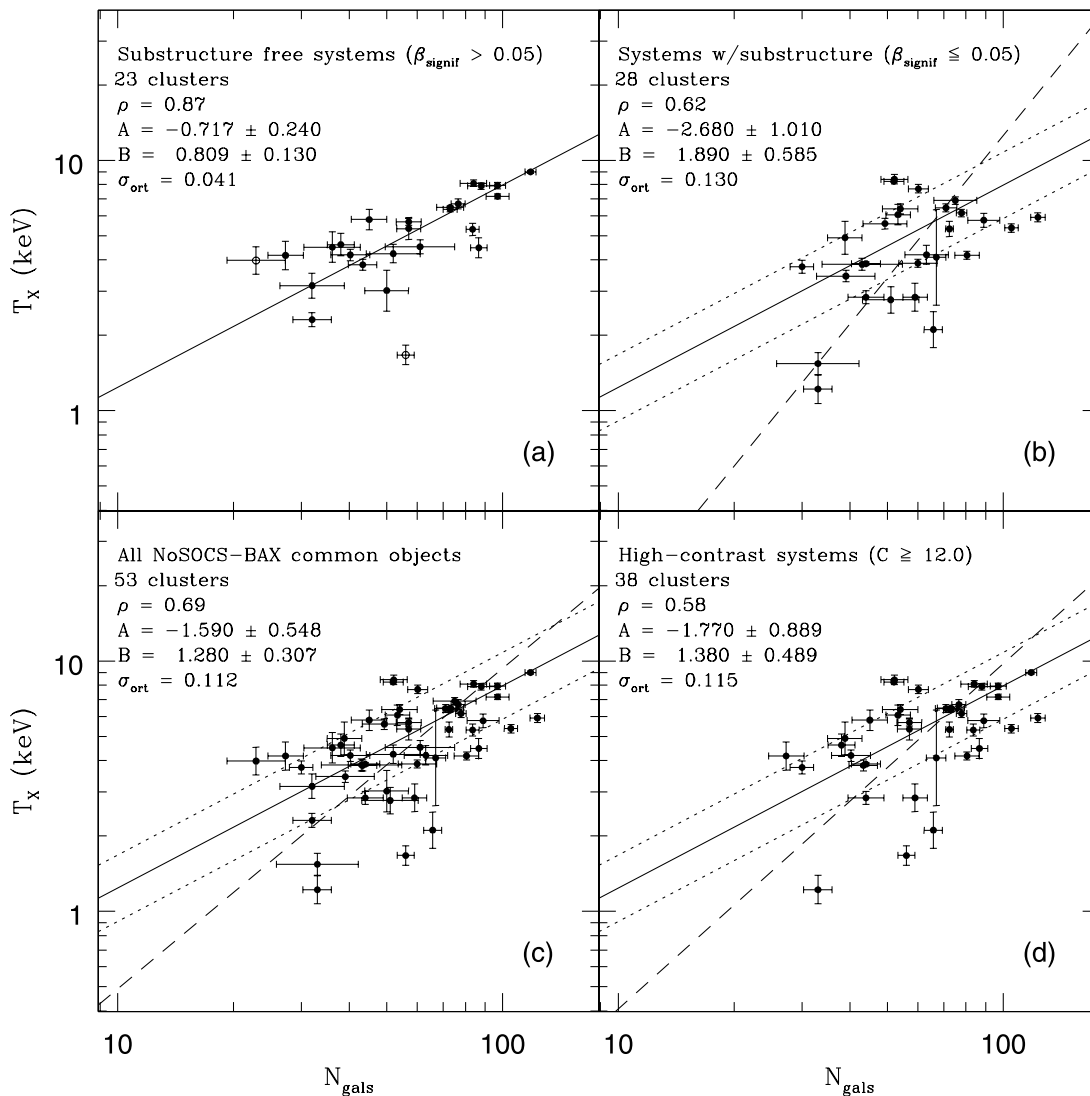 Substructure free systems (β_signif > 0.05)
23 clusters
ρ = 0.87
A = −0.717 ± 0.240
B = 0.809 ± 0.130
σ_ort = 0.041
(a)
Systems w/substructure (β_signif ≦ 0.05)
28 clusters
ρ = 0.62
A = −2.680 ± 1.010
B = 1.890 ± 0.585
σ_ort = 0.130
(b)
10
1
T_X (keV)
All NoSOCS−BAX common objects
53 clusters
ρ = 0.69
A = −1.590 ± 0.548
B = 1.280 ± 0.307
σ_ort = 0.112
(c)
High−contrast systems (C ≧ 12.0)
38 clusters
ρ = 0.58
A = −1.770 ± 0.889
B = 1.380 ± 0.489
σ_ort = 0.115
(d)
10
1
T_X (keV)
10 100
10 100
N_gals
N_gals